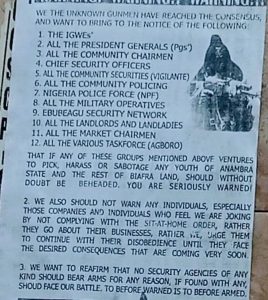 WARNING!
WE THE UNKNOWN GUNMEN HAVE REACHED THE CONSENSUS,
AND WANT TO BRING TO THE NOTICE OF THE FOLLOWING:
1. THE IGWEs'
2. ALL THE PRESIDENT GENERALS (Pgs')
3. ALL THE COMMUNITY CHAIRMEN
4. CHIEF SECURITY OFFICERS
5. ALL THE COMMUNITY SECURITIES (VIGILANTE)
6. ALL THE COMMUNITY POLICING
7. NIGERIA POLICE FORCE (NPF)
8. ALL THE MILITARY OPERATIVES
9. EBUBEAGU SECURITY NETWORK
10. ALL THE LANDLORDS AND LANDLADIES
11. ALL THE MARKET CHAIRMEN
12. ALL THE VARIOUS TASKFORCE (AGBORO)
THAT IF ANY OF THESE GROUPS MENTIONED ABOVE VENTURES
TO PICK, HARASS OR SABOTAGE ANY YOUTH OF ANAMBRA
STATE AND THE REST OF BIAFRA LAND, SHOULD WITHOUT
DOUBT BE BEHEADED. YOU ARE SERIOUSLY WARNED!
2. WE ALSO SHOULD NOT WARN ANY INDIVIDUALS, ESPECIALLY
THOSE COMPANIES AND INDIVIDUALS WHO FEEL WE ARE JOKING
BY NOT COMPLYING WITH THE SIT-AT-HOME ORDER, RATHER
THEY GO ABOUT THEIR BUSINESSES, RATHER WE, URGE THEM
TO CONTINUE WITH THEIR DISOBEDIENCE UNTIL THEY FACE
THE DESIRED CONSEQUENCES THAT ARE COMING VERY SOON.
3. WE WANT TO REAFIRM THAT NO SECURITY AGENCIES OF ANY
KIND SHOULD BEAR ARMS FOR ANY REASON, IF FOUND WITH ANY,
SHOULD FACE OUR BATTLE. TO BEFORE WARNED IS TO BEFORE ARMED.